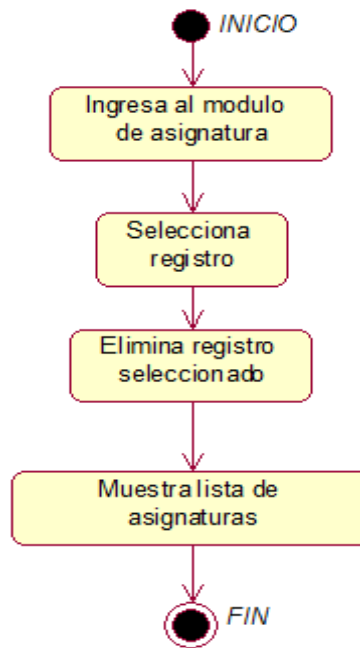 INICIO
Ingresa al modulo
de asignatura
Selecciona
registro
Elimina registro
seleccionado
Muestra lista de
asignaturas
FIN